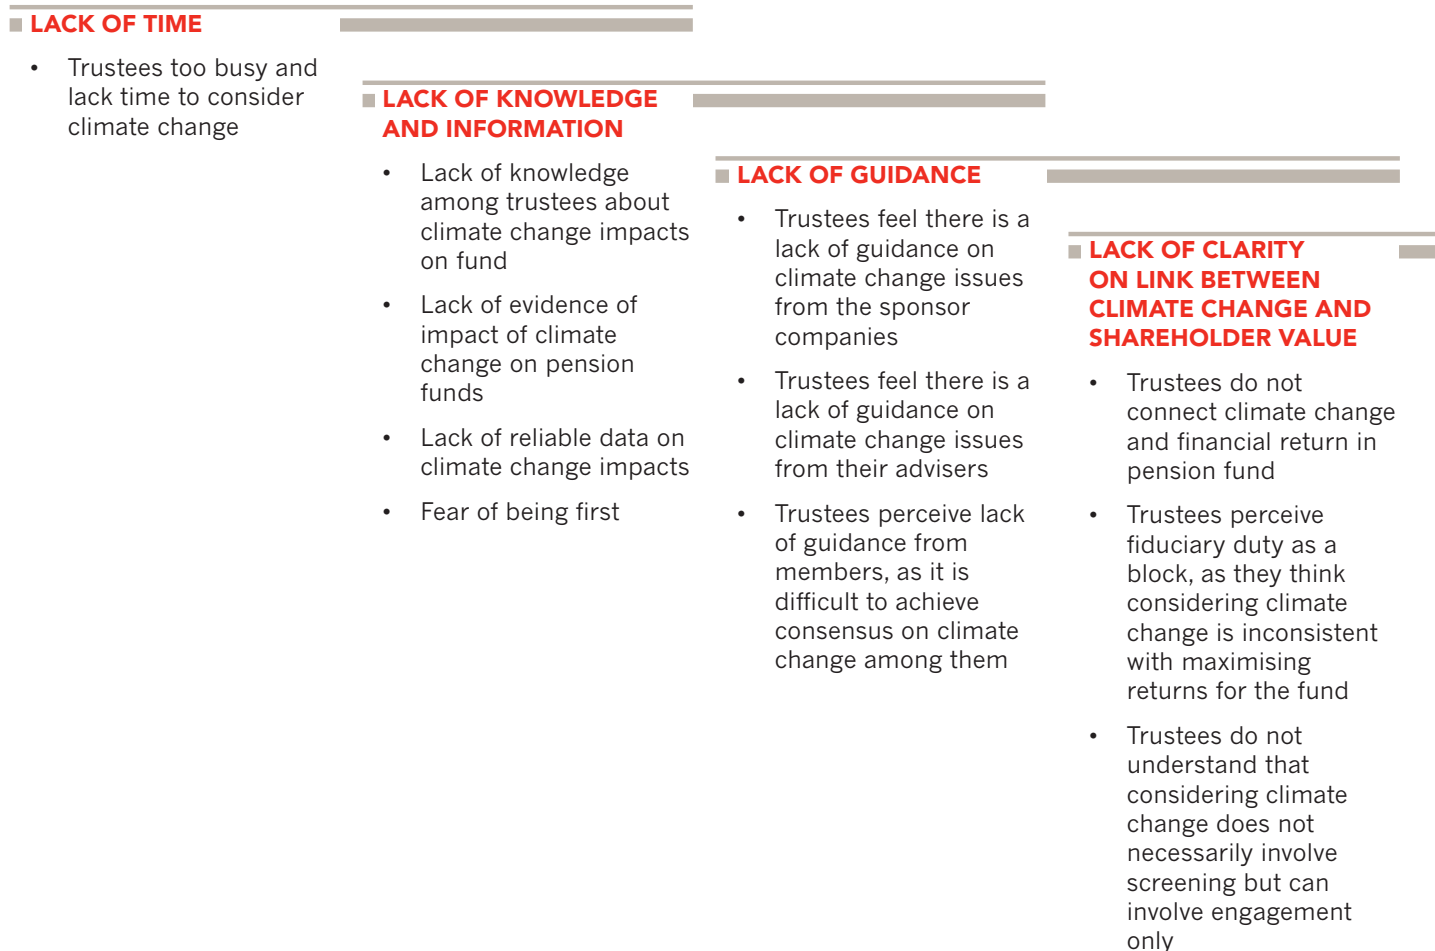 LACK OF TIME
• Trustees too busy and
lack time to consider
climate change
LACK OF KNOWLEDGE
AND INFORMATION
• Lack of knowledge
among trustees about
climate change impacts
on fund
• Lack of evidence of
impact of climate
change on pension
funds
• Lack of reliable data on
climate change impacts
• Fear of being first
LACK OF GUIDANCE
• Trustees feel there is a
lack of guidance on
climate change issues
from the sponsor
companies
• Trustees feel there is a
lack of guidance on
climate change issues
from their advisers
• Trustees perceive lack
of guidance from
members, as it is
difficult to achieve
consensus on climate
change among them
LACK OF CLARITY
ON LINK BETWEEN
CLIMATE CHANGE AND
SHAREHOLDER VALUE
• Trustees do not
connect climate change
and financial return in
pension fund
• Trustees perceive
fiduciary duty as a
block, as they think
considering climate
change is inconsistent
with maximising
returns for the fund
• Trustees do not
understand that
considering climate
change does not
necessarily involve
screening but can
involve engagement
only